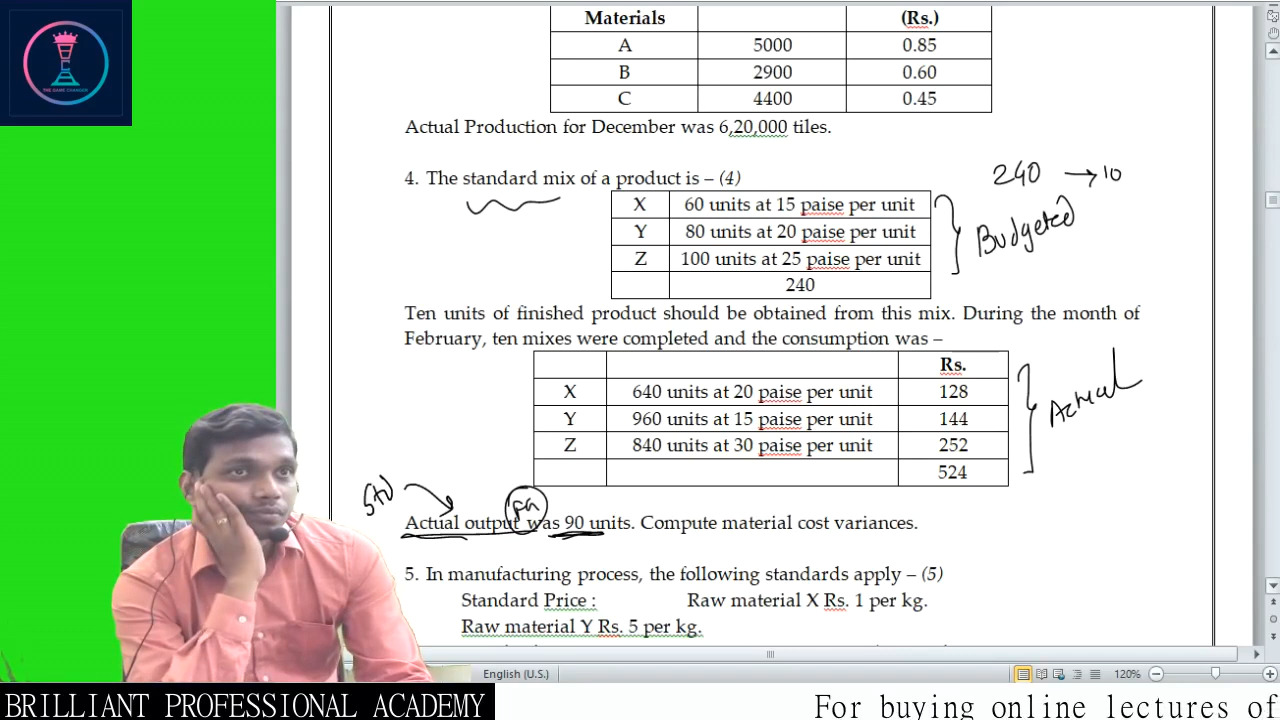 Materials (Rs.)
A 5000 0.85
B 2900 0.60
C 4400 0.45
Actual Production for December was 6,20,000 tiles.
4. The standard mix of a product is – (4)
240 → 10
X 60 units at 15 paise per unit
Y 80 units at 20 paise per unit
Z 100 units at 25 paise per unit
240
Budgeted
Ten units of finished product should be obtained from this mix. During the month of
February, ten mixes were completed and the consumption was –
Rs.
X 640 units at 20 paise per unit 128
Y 960 units at 15 paise per unit 144
Z 840 units at 30 paise per unit 252
524
Actual
Std
Actual output was 90 units. Compute material cost variances.
5. In manufacturing process, the following standards apply – (5)
Standard Price : Raw material X Rs. 1 per kg.
Raw material Y Rs. 5 per kg.
English (U.S.) 120%
THE GAME CHANGER
BRILLIANT PROFESSIONAL ACADEMY For buying online lectures of